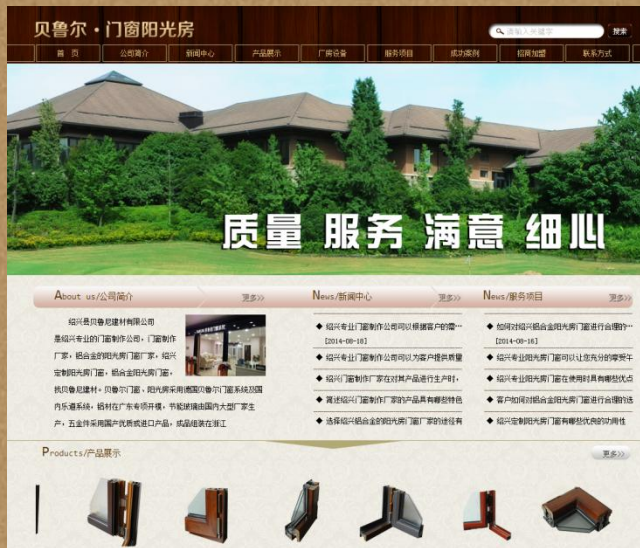 贝鲁尔·门窗阳光房
请输入关键字 搜索
首 页 公司简介 新闻中心 产品展示 厂房设备 服务项目 成功案例 招商加盟 联系方式
质量 服务 满意 细心
About us/公司简介 更多>>
绍兴县贝鲁尼建材有限公司
是绍兴专业的门窗制作公司，门窗制作
厂家，铝合金的阳光房门窗厂家，绍兴
定制阳光房门窗，铝合金阳光房门窗，
找贝鲁尼建材。贝鲁尔门窗、阳光房采用德国贝鲁尔门窗系统及国
内乐道系统，铝材在广东专项开模，节能玻璃由国内大型厂家生
产，五金件采用国产优质或进口产品，成品组装在浙江
News/新闻中心 更多>>
◆ 绍兴专业门窗制作公司可以根据客户的需…
[2014-08-18]
◆ 绍兴专业门窗制作公司可以为客户提供质量
◆ 绍兴门窗制作厂家在对其产品进行生产时，
◆ 简述绍兴门窗制作厂家的产品具有哪些特色
◆ 选择绍兴铝合金的阳光房门窗厂家的途径有
News/服务项目 更多>>
◆ 如何对绍兴铝合金阳光房门窗进行合理的…
[2014-08-16]
◆ 绍兴专业阳光房门窗可以让您充分的享受午
◆ 绍兴专业阳光房门窗在使用时具有哪些优点
◆ 客户如何对绍兴铝合金阳光房门窗进行合理的选
◆ 绍兴定制阳光房门窗有哪些优良的功用性
Products/产品展示 更多>>